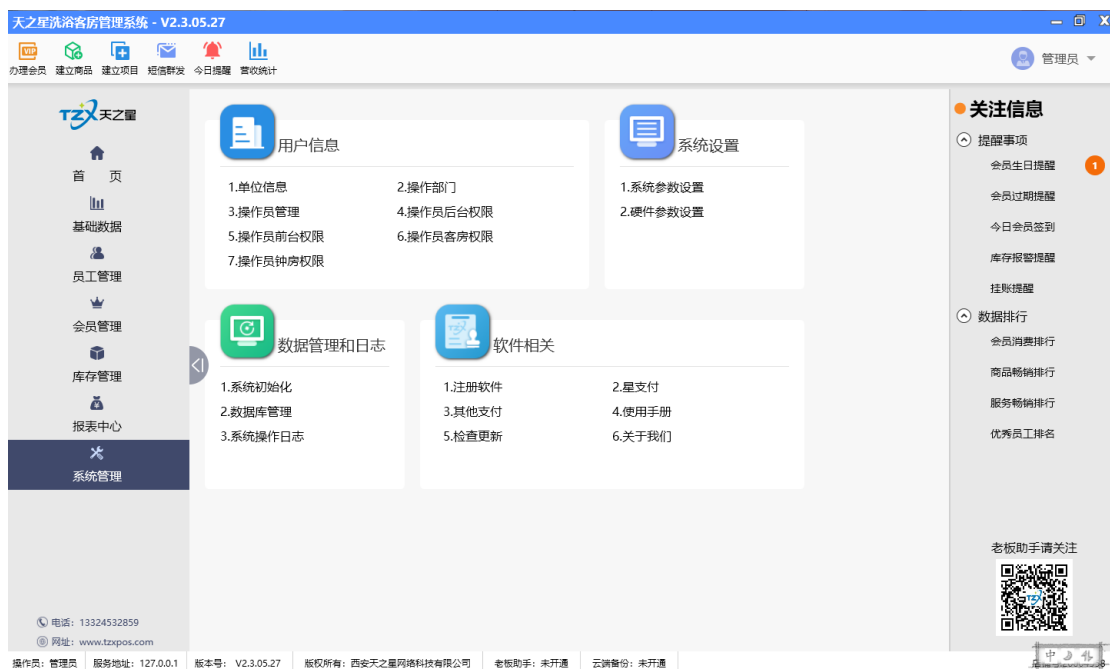 天之星洗浴客房管理系统 - V2.3.05.27
VIP
办理会员 建立商品 建立项目 短信群发 今日提醒 营收统计
管理员
TZX天之星
首 页
基础数据
员工管理
会员管理
库存管理
报表中心
系统管理
电话: 13324532859
网址: www.tzxpos.com
用户信息
1.单位信息 2.操作部门
3.操作员管理 4.操作员后台权限
5.操作员前台权限 6.操作员客房权限
7.操作员钟房权限
系统设置
1.系统参数设置
2.硬件参数设置
数据管理和日志
1.系统初始化
2.数据库管理
3.系统操作日志
软件相关
1.注册软件 2.星支付
3.其他支付 4.使用手册
5.检查更新 6.关于我们
关注信息
提醒事项
会员生日提醒 1
会员过期提醒
今日会员签到
库存报警提醒
挂账提醒
数据排行
会员消费排行
商品畅销排行
服务畅销排行
优秀员工排名
老板助手请关注
TZX
操作员: 管理员 服务地址: 127.0.0.1 版本号: V2.3.05.27 版权所有: 西安天之星网络科技有限公司 老板助手: 未开通 云端备份: 未开通
中